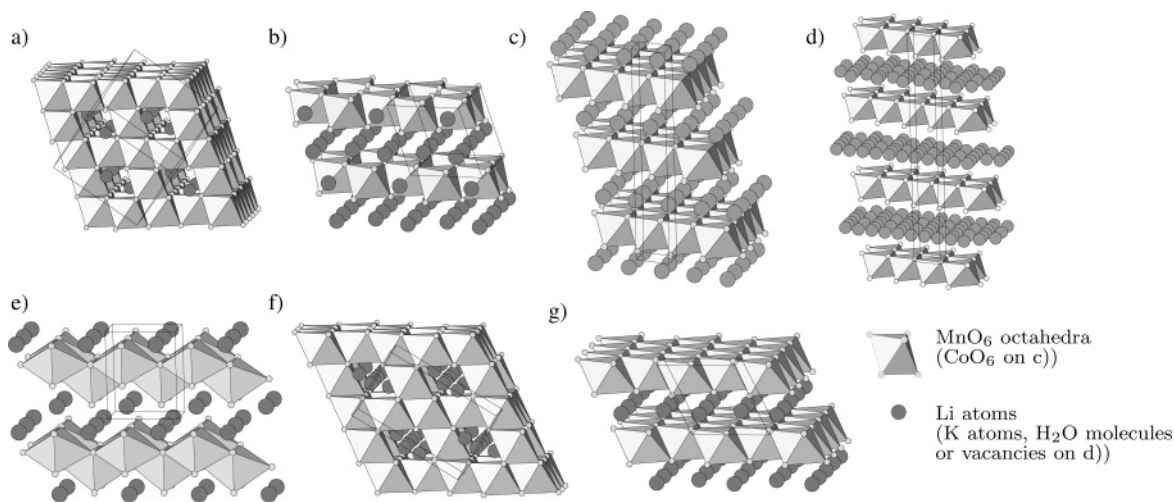 a)
b)
c)
d)
e)
f)
g)
MnO6 octahedra
(CoO6 on c))
Li atoms
(K atoms, H2O molecules
or vacancies on d))